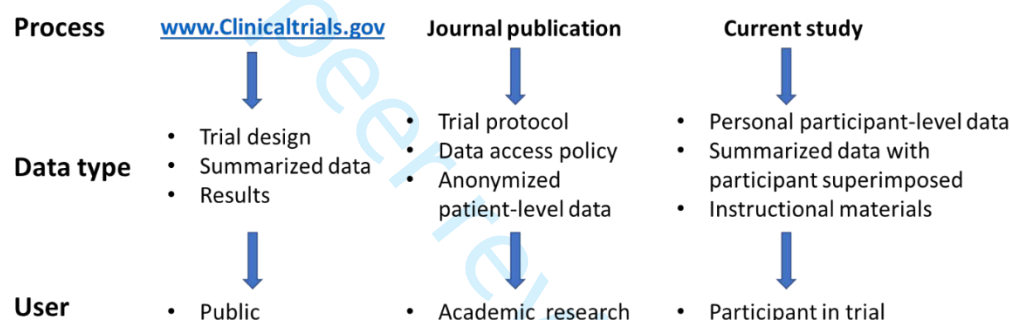 Process www.Clinicaltrials.gov Journal publication Current study
• Trial design
• Summarized data
• Results
• Trial protocol
• Data access policy
• Anonymized
patient-level data
• Personal participant-level data
• Summarized data with
participant superimposed
• Instructional materials
Data type
User • Public • Academic research • Participant in trial
peer rev